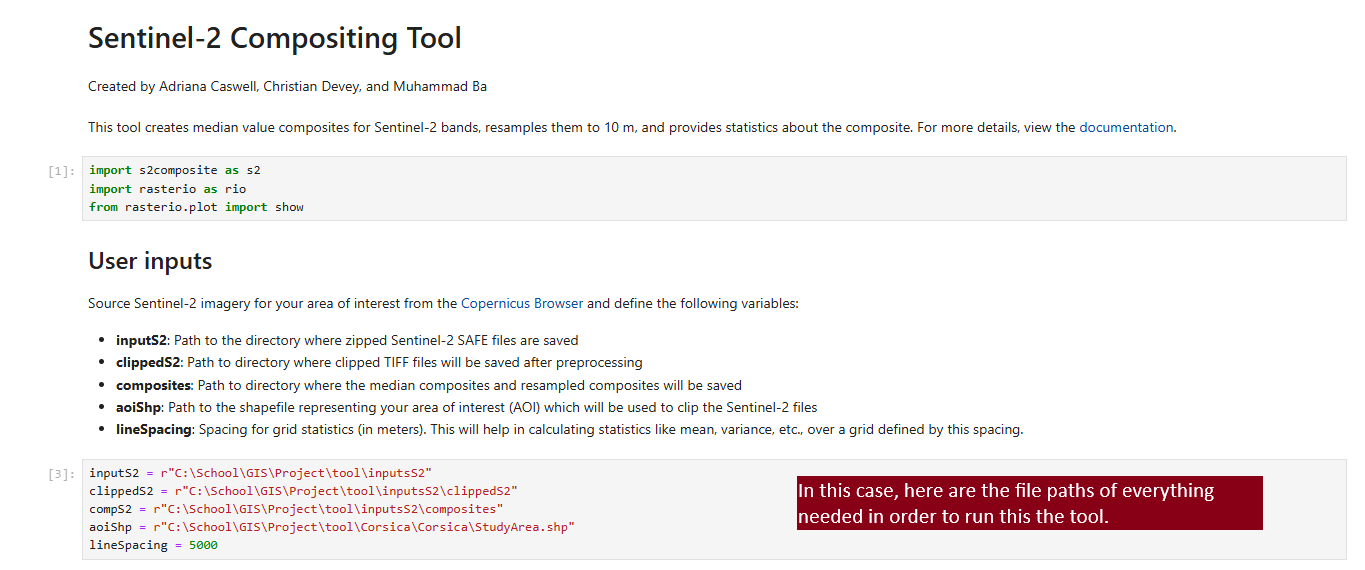 Sentinel-2 Compositing Tool
Created by Adriana Caswell, Christian Devey, and Muhammad Ba
This tool creates median value composites for Sentinel-2 bands, resamples them to 10 m, and provides statistics about the composite. For more details, view the documentation.
[1]:
import s2composite as s2
import rasterio as rio
from rasterio.plot import show
User inputs
Source Sentinel-2 imagery for your area of interest from the Copernicus Browser and define the following variables:
• inputS2: Path to the directory where zipped Sentinel-2 SAFE files are saved
• clippedS2: Path to directory where clipped TIFF files will be saved after preprocessing
• composites: Path to directory where the median composites and resampled composites will be saved
• aoiShp: Path to the shapefile representing your area of interest (AOI) which will be used to clip the Sentinel-2 files
• lineSpacing: Spacing for grid statistics (in meters). This will help in calculating statistics like mean, variance, etc., over a grid defined by this spacing.
[3]:
inputS2 = r"C:\School\GIS\Project\tool\inputsS2"
clippedS2 = r"C:\School\GIS\Project\tool\inputsS2\clippedS2"
compS2 = r"C:\School\GIS\Project\tool\inputsS2\composites"
aoiShp = r"C:\School\GIS\Project\tool\Corsica\Corsica\StudyArea.shp"
lineSpacing = 5000
In this case, here are the file paths of everything
needed in order to run this the tool.